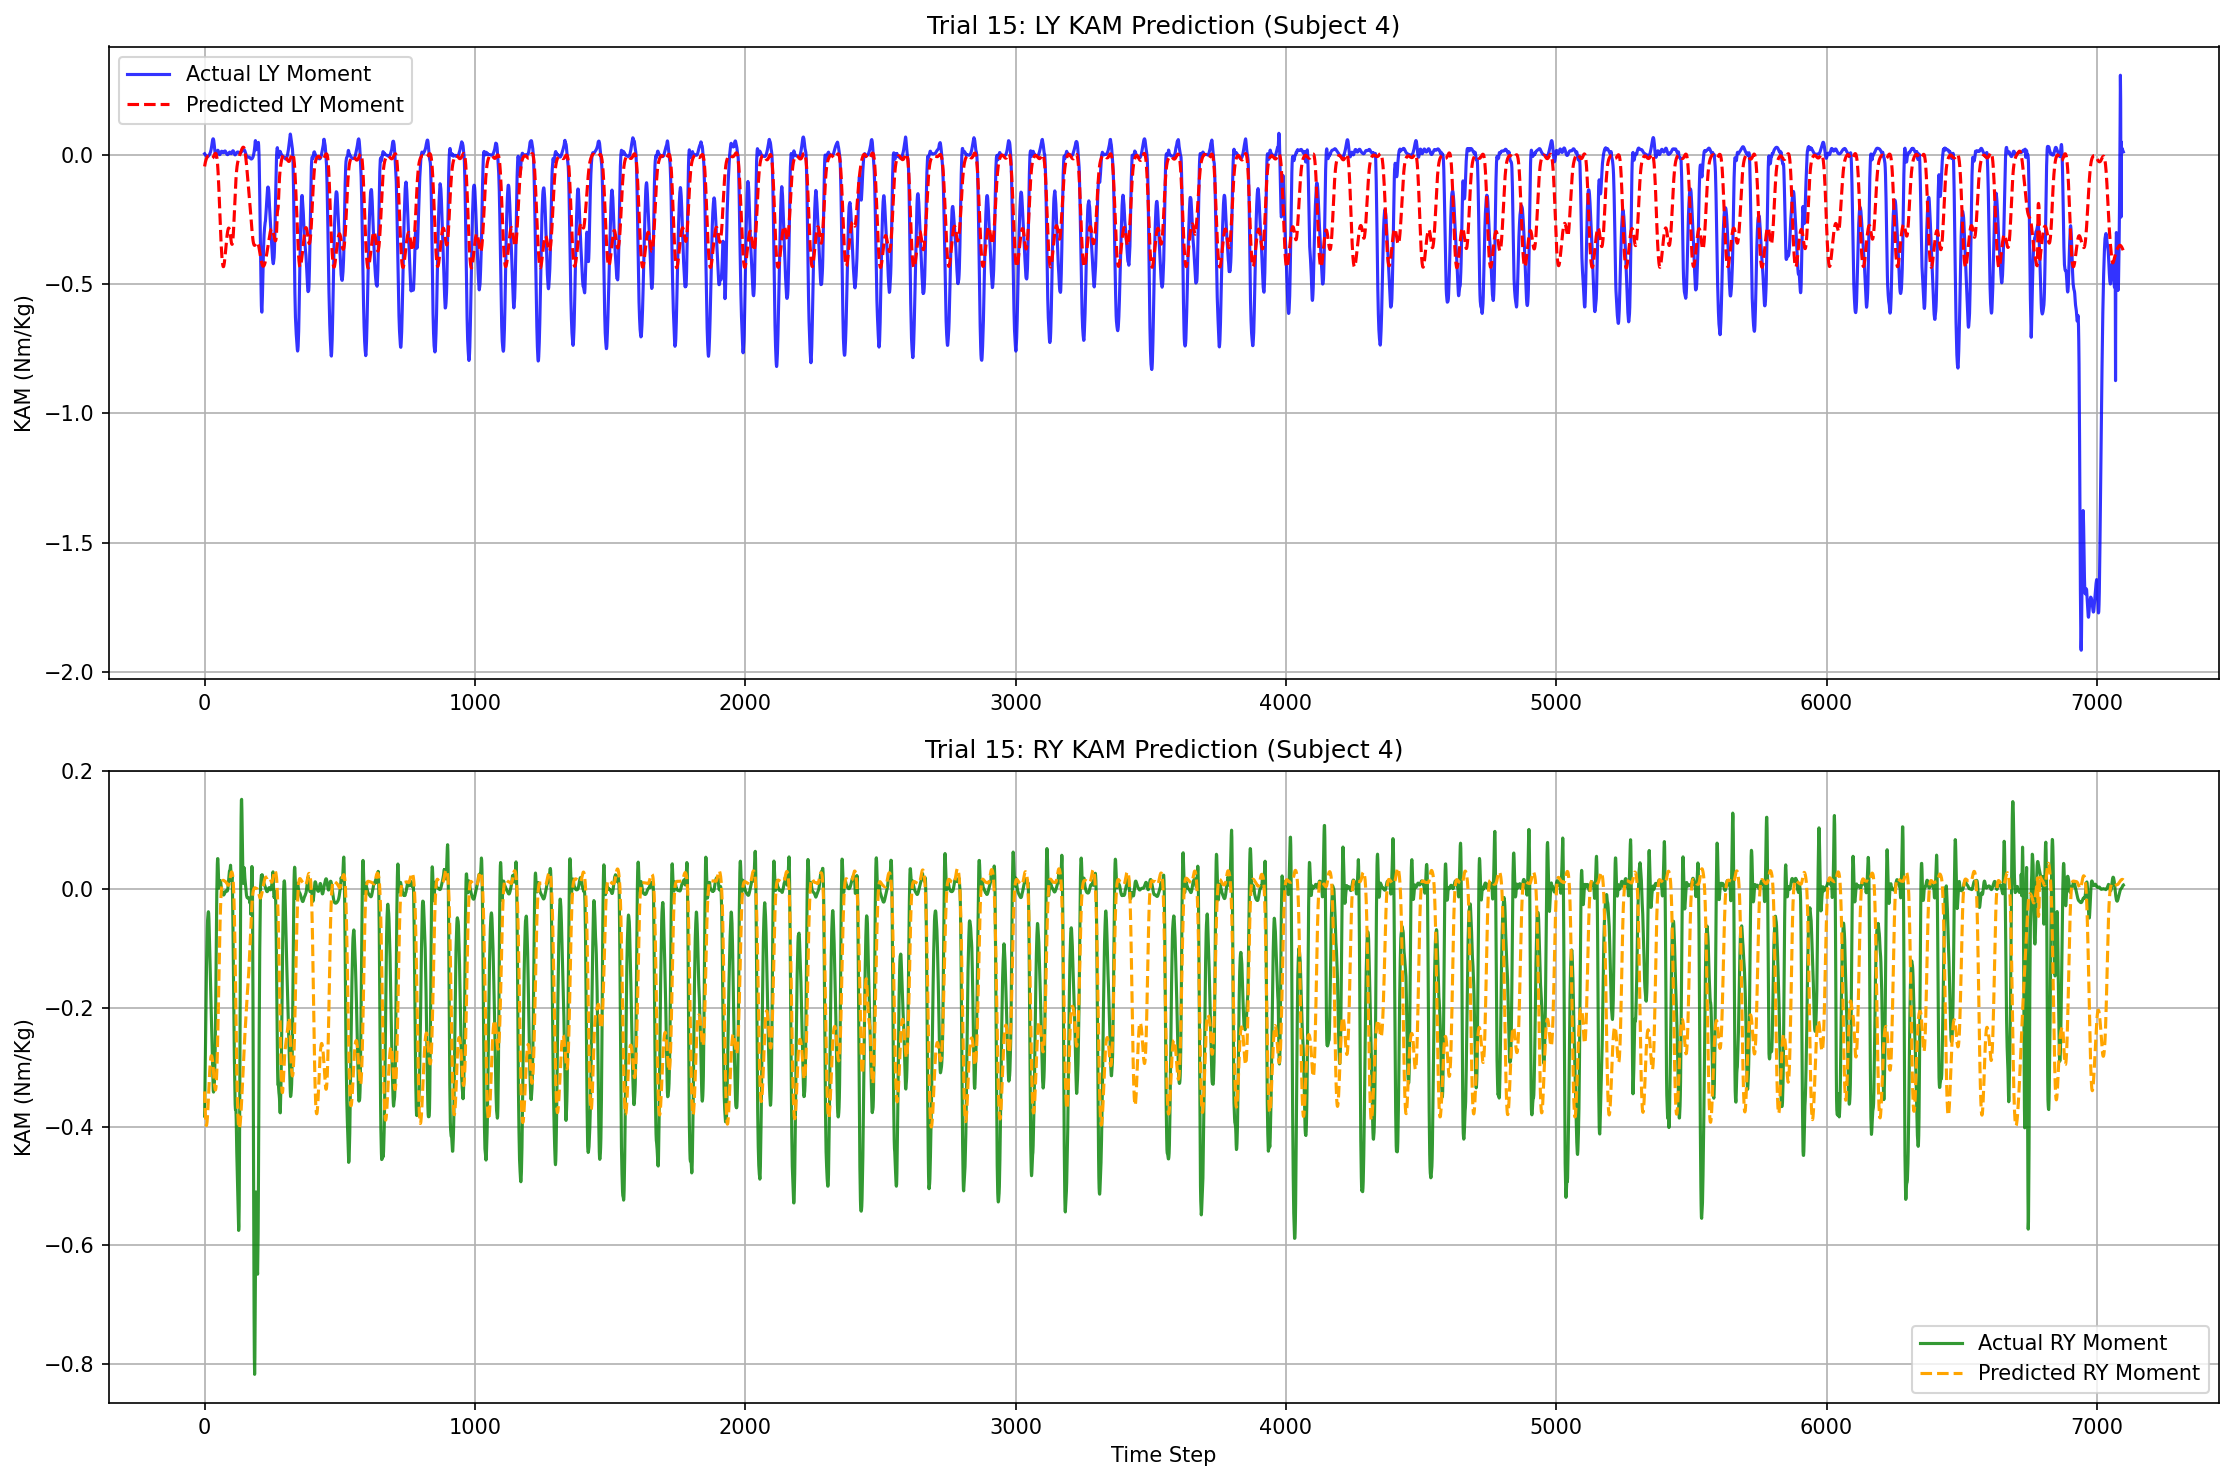 Trial 15: LY KAM Prediction (Subject 4)
Actual LY Moment
Predicted LY Moment
KAM (Nm/Kg)
0.0
−0.5
−1.0
−1.5
−2.0
0 1000 2000 3000 4000 5000 6000 7000
Trial 15: RY KAM Prediction (Subject 4)
KAM (Nm/Kg)
0.2
0.0
−0.2
−0.4
−0.6
−0.8
Actual RY Moment
Predicted RY Moment
0 1000 2000 3000 4000 5000 6000 7000
Time Step